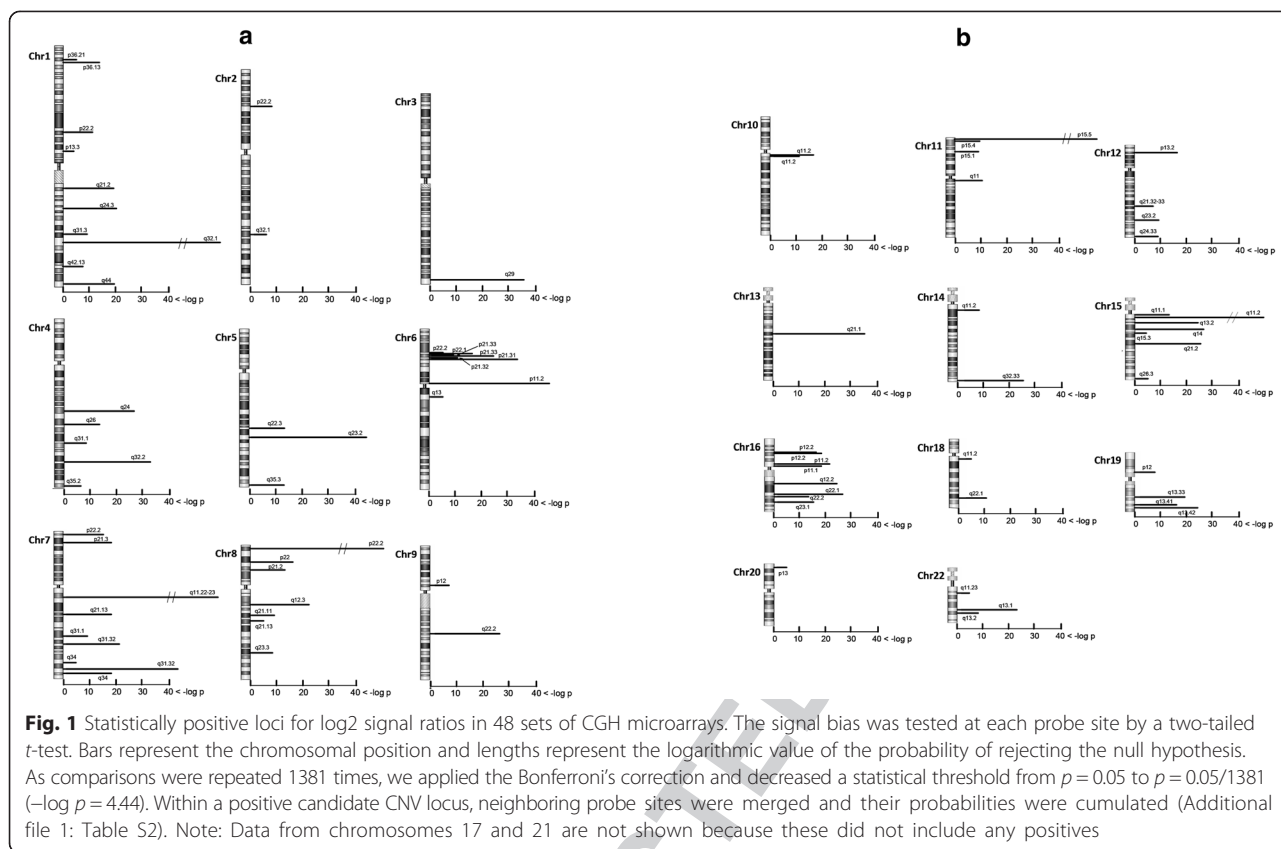 a
b
Chr1
p36.21
p36.13
p22.2
p13.3
q21.2
q24.3
q31.3
q32.1
q42.13
q44
0 10 20 30 40 < -log p
Chr2
p22.2
q32.1
0 10 20 30 40 < -log p
Chr3
q29
0 10 20 30 40 < -log p
Chr4
q24
q26
q31.1
q32.2
q35.2
0 10 20 30 40 < -log p
Chr5
q22.3
q23.2
q35.3
0 10 20 30 40 < -log p
Chr6
p22.2
p22.1
p21.33
p21.33
p21.31
p21.32
p11.2
q13
0 10 20 30 40 < -log p
Chr7
p22.2
p21.3
q11.22-23
q21.13
q31.1
q31.32
q34
q31.32
q34
0 10 20 30 40 < -log p
Chr8
p22.2
p22
p21.2
q12.3
q21.11
q21.13
q23.3
0 10 20 30 40 < -log p
Chr9
p12
q22.2
0 10 20 30 40 < -log p
Chr10
q11.2
q11.2
0 10 20 30 40 < -log p
Chr11
p15.5
p15.4
p15.1
q11
0 10 20 30 40 < -log p
Chr12
p13.2
q21.32-33
q23.2
q24.33
0 10 20 30 40 < -log p
Chr13
q21.1
0 10 20 30 40 < -log p
Chr14
q11.2
q32.33
0 10 20 30 40 < -log p
Chr15
q11.1
q11.2
q13.2
q14
q15.3
q21.2
q26.3
0 10 20 30 40 < -log p
Chr16
p12.2
p12.2
p11.2
p11.1
q12.2
q22.1
q22.2
q23.1
0 10 20 30 40 < -log p
Chr18
q11.2
q22.1
0 10 20 30 40 < -log p
Chr19
p12
q13.33
q13.41
q13.42
0 10 20 30 40 < -log p
Chr20
p13
0 10 20 30 40 < -log p
Chr22
q11.23
q13.1
q13.2
0 10 20 30 40 < -log p
Fig. 1 Statistically positive loci for log2 signal ratios in 48 sets of CGH microarrays. The signal bias was tested at each probe site by a two-tailed
t-test. Bars represent the chromosomal position and lengths represent the logarithmic value of the probability of rejecting the null hypothesis.
As comparisons were repeated 1381 times, we applied the Bonferroni's correction and decreased a statistical threshold from p = 0.05 to p = 0.05/1381
(−log p = 4.44). Within a positive candidate CNV locus, neighboring probe sites were merged and their probabilities were cumulated (Additional
file 1: Table S2). Note: Data from chromosomes 17 and 21 are not shown because these did not include any positives